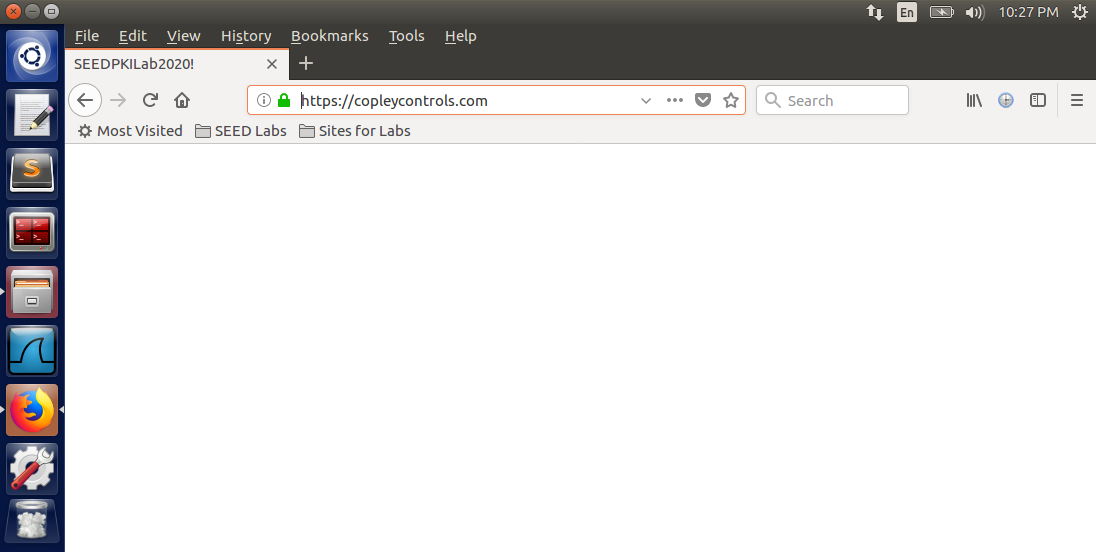 En
10:27 PM
File Edit View History Bookmarks Tools Help
SEEDPKILab2020!
https://copleycontrols.com
Search
Most Visited SEED Labs Sites for Labs